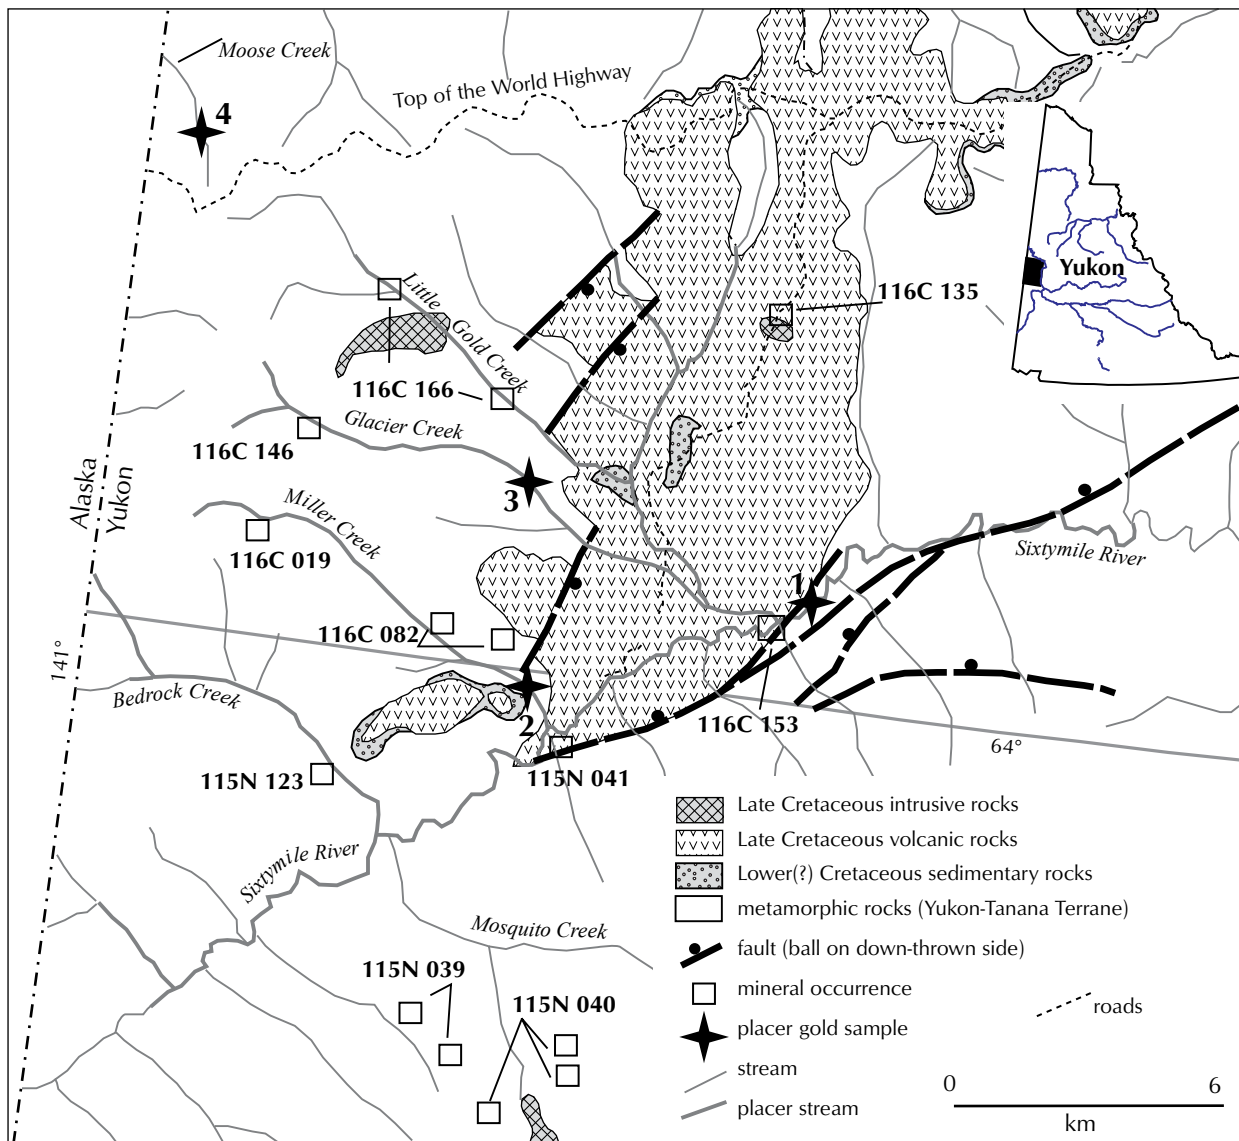 Moose Creek
4
Top of the World Highway
Yukon
116C 135
Little Gold Creek
116C 166
Glacier Creek
116C 146
3
Alaska
Yukon
Miller Creek
116C 019
Sixtymile River
1
116C 082
141°
Bedrock Creek
2
116C 153
64°
115N 041
115N 123
Late Cretaceous intrusive rocks
Late Cretaceous volcanic rocks
Lower(?) Cretaceous sedimentary rocks
metamorphic rocks (Yukon-Tanana Terrane)
fault (ball on down-thrown side)
mineral occurrence
placer gold sample
stream
placer stream
roads
0 6
km
Sixtymile River
Mosquito Creek
115N 039
115N 040